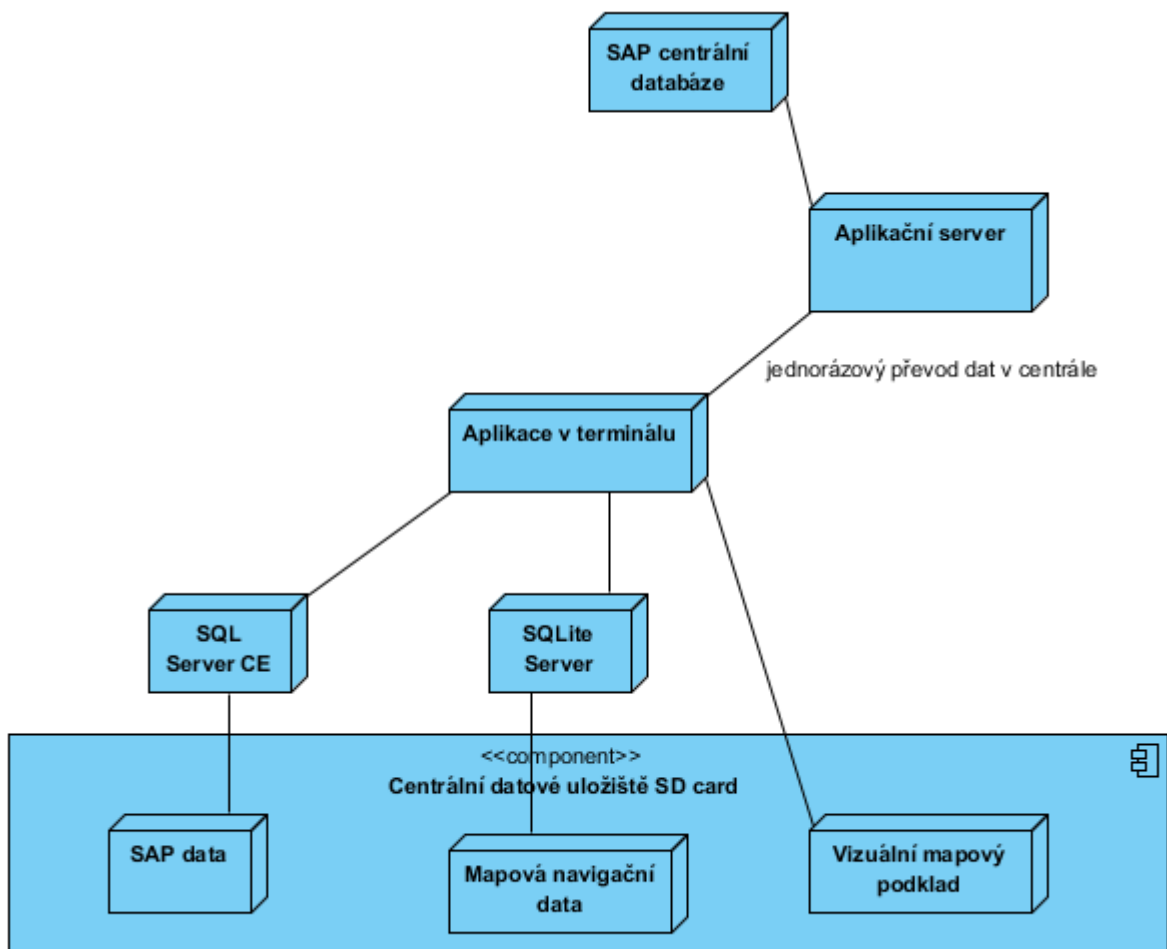 SAP centrální
databáze
Aplikační server
jednorázový převod dat v centrále
Aplikace v terminálu
SQL
Server CE
SQLite
Server
<<component>>
Centrální datové uložiště SD card
SAP data
Mapová navigační
data
Vizuální mapový
podklad